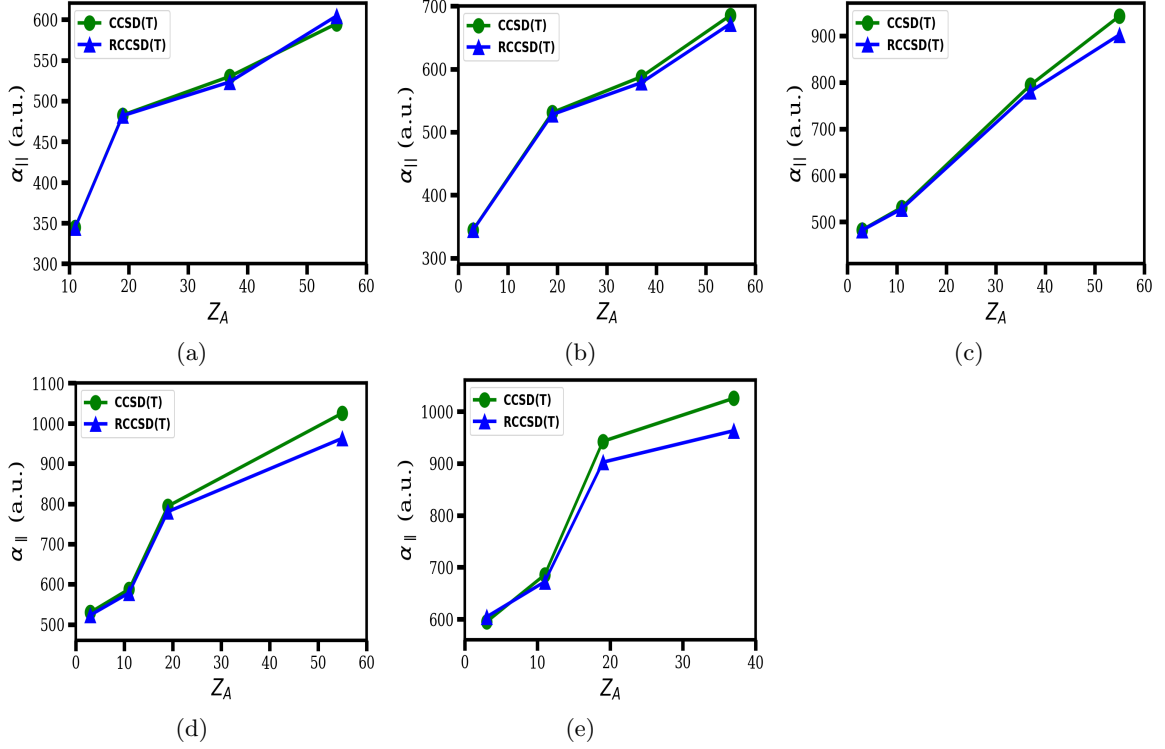 CCSD(T)
RCCSD(T)
600
550
500
450
400
350
300
10 20 30 40 50 60
α|| (a.u.)
Z_A
(a)
CCSD(T)
RCCSD(T)
700
600
500
400
300
0 10 20 30 40 50 60
α|| (a.u.)
Z_A
(b)
CCSD(T)
RCCSD(T)
900
800
700
600
500
0 10 20 30 40 50 60
α|| (a.u.)
Z_A
(c)
CCSD(T)
RCCSD(T)
1100
1000
900
800
700
600
500
0 10 20 30 40 50 60
α∥ (a.u.)
Z_A
(d)
CCSD(T)
RCCSD(T)
1000
900
800
700
600
0 10 20 30 40
α∥ (a.u.)
Z_A
(e)